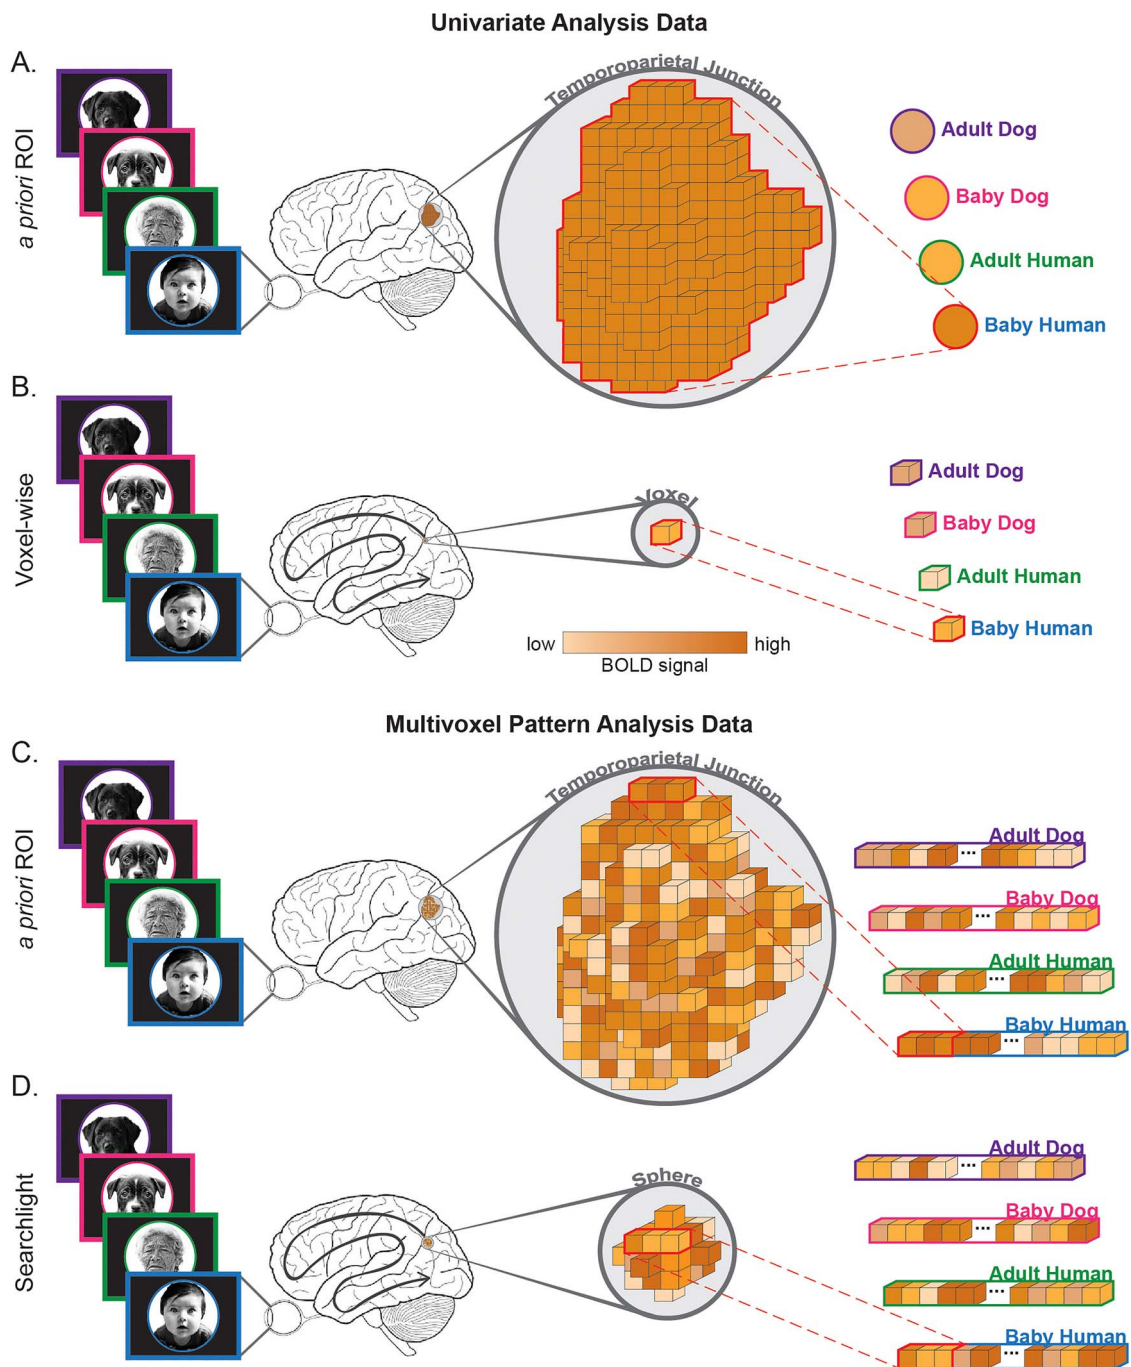 Univariate Analysis Data
A.
a priori ROI
Temporoparietal Junction
Adult Dog
Baby Dog
Adult Human
Baby Human
B.
Voxel-wise
Voxel
Adult Dog
Baby Dog
Adult Human
Baby Human
low
high
BOLD signal
Multivoxel Pattern Analysis Data
C.
a priori ROI
Temporoparietal Junction
Adult Dog
...
Baby Dog
...
Adult Human
...
Baby Human
...
D.
Searchlight
Sphere
Adult Dog
...
Baby Dog
...
Adult Human
...
Baby Human
...